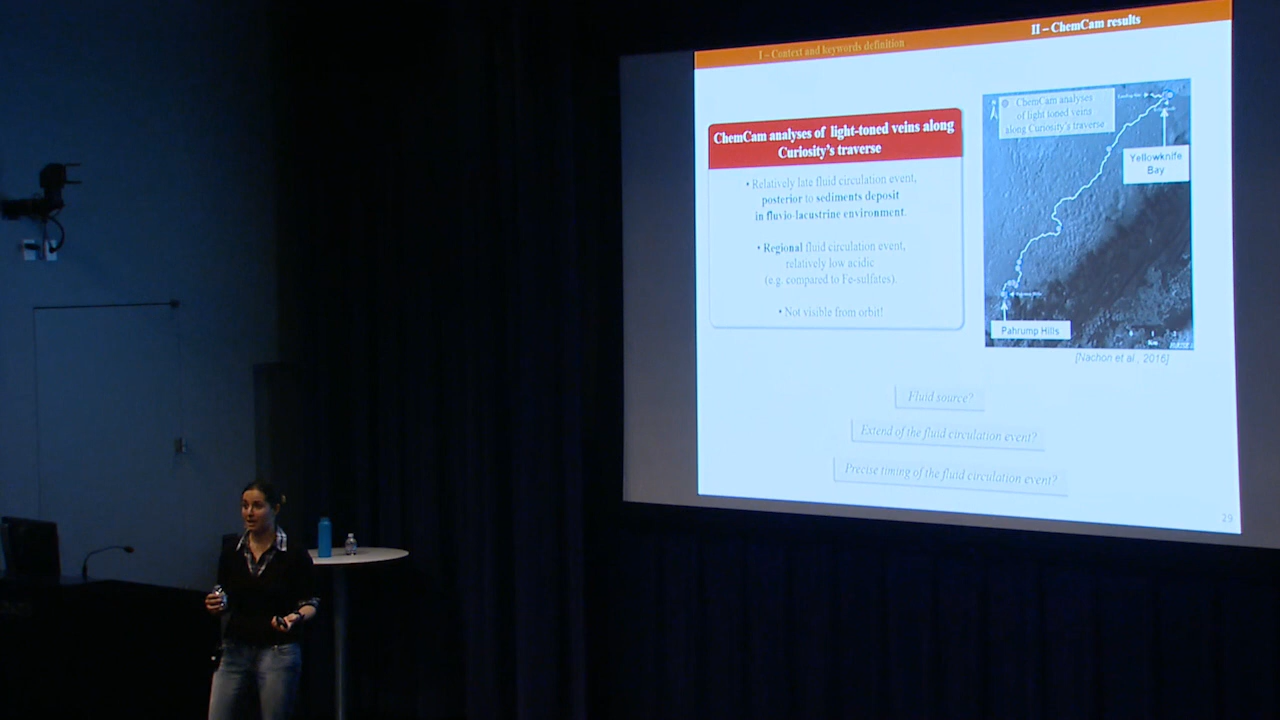 I – Context and keywords definition
II – ChemCam results
ChemCam analyses of light-toned veins along
Curiosity's traverse
• Relatively late fluid circulation event,
posterior to sediments deposit
in fluvio-lacustrine environment.
• Regional fluid circulation event,
relatively low acidic
(e.g. compared to Fe-sulfates).
• Not visible from orbit!
N
ChemCam analyses
of light toned veins
along Curiosity's traverse
Yellowknife
Bay
Pahrump Hills
[Nachon et al., 2016]
Fluid source?
Extend of the fluid circulation event?
Precise timing of the fluid circulation event?
29